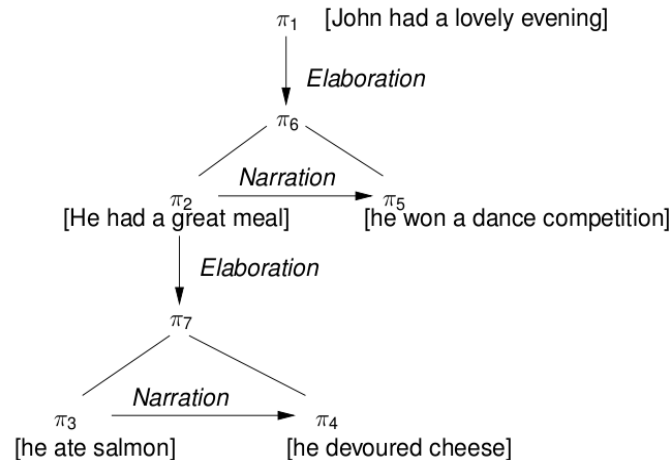 π1 [John had a lovely evening]
Elaboration
π6
Narration
π2 π5
[He had a great meal] [he won a dance competition]
Elaboration
π7
Narration
π3 π4
[he ate salmon] [he devoured cheese]